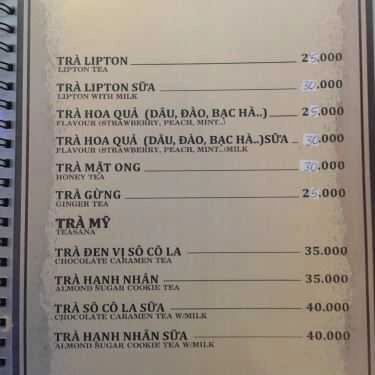 TRÀ LIPTON 25.000
LIPTON TEA
TRÀ LIPTON SỮA 30.000
LIPTON WITH MILK
TRÀ HOA QUẢ (DÂU, ĐÀO, BẠC HÀ..) 25.000
FLAVOUR (STRAWBERRY, PEACH, MINT..)
TRÀ HOA QUẢ (DÂU, ĐÀO, BẠC HÀ..)SỮA 30.000
FLAVOUR (STRAWBERRY, PEACH, MINT..)MILK
TRÀ MẬT ONG 30.000
HONEY TEA
TRÀ GỪNG 25.000
GINGER TEA
TRÀ MỸ
TEASANA
TRÀ ĐEN VỊ SÔ CÔ LA 35.000
CHOCOLATE CARAMEN TEA
TRÀ HẠNH NHÂN 35.000
ALMOND SUGAR COOKIE TEA
TRÀ SÔ CÔ LA SỮA 40.000
CHOCOLATE CARAMEN TEA W/MILK
TRÀ HẠNH NHÂN SỮA 40.000
ALMOND SUGAR COOKIE TEA W/MILK